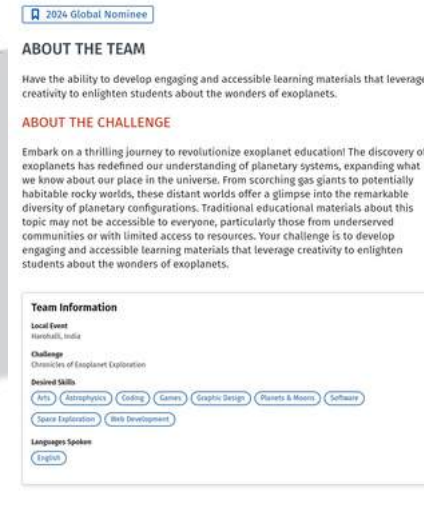 2024 Global Nominee
ABOUT THE TEAM
Have the ability to develop engaging and accessible learning materials that leverage
creativity to enlighten students about the wonders of exoplanets.
ABOUT THE CHALLENGE
Embark on a thrilling journey to revolutionize exoplanet education! The discovery of
exoplanets has redefined our understanding of planetary systems, expanding what
we know about our place in the universe. From scorching gas giants to potentially
habitable rocky worlds, these distant worlds offer a glimpse into the remarkable
diversity of planetary configurations. Traditional educational materials about this
topic may not be accessible to everyone, particularly those from underserved
communities or with limited access to resources. Your challenge is to develop
engaging and accessible learning materials that leverage creativity to enlighten
students about the wonders of exoplanets.
Team Information
Local Event
Harohalli, India
Challenge
Chronicles of Exoplanet Exploration
Desired Skills
Arts Astrophysics Coding Games Graphic Design Planets & Moons Software
Space Exploration Web Development
Languages Spoken
English